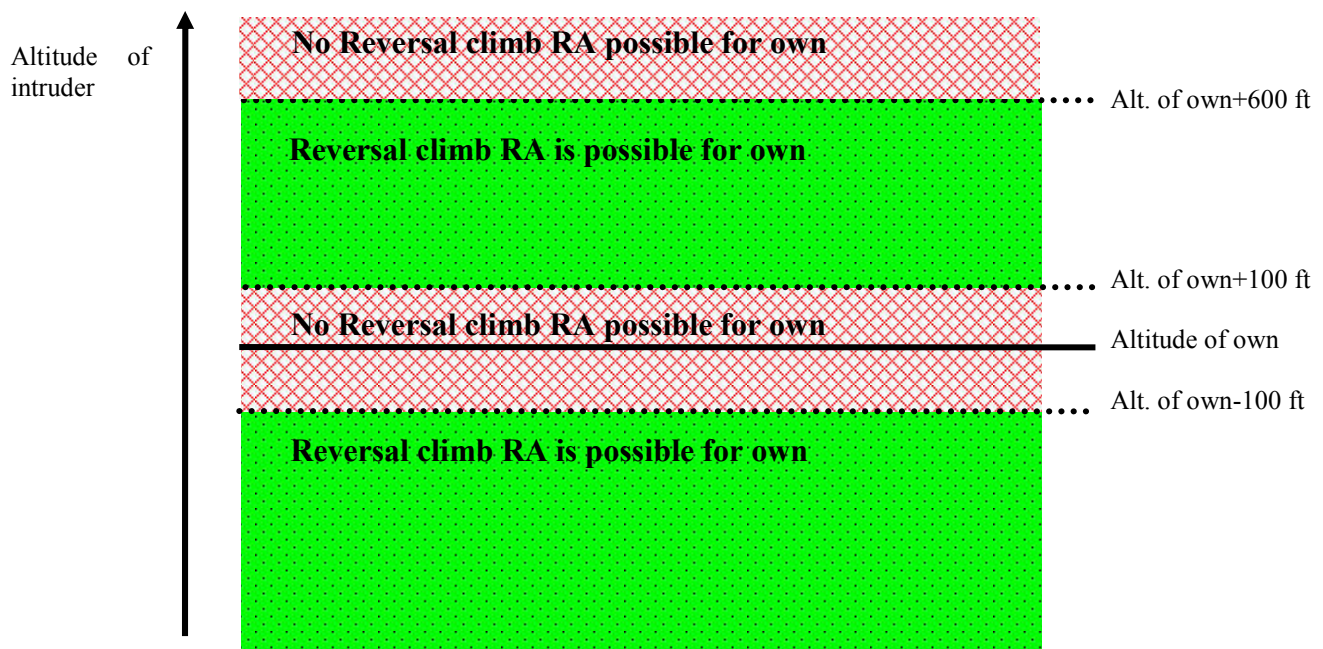 No Reversal climb RA possible for own
Altitude of
intruder
Alt. of own+600 ft
Reversal climb RA is possible for own
Alt. of own+100 ft
No Reversal climb RA possible for own
Altitude of own
Alt. of own-100 ft
Reversal climb RA is possible for own